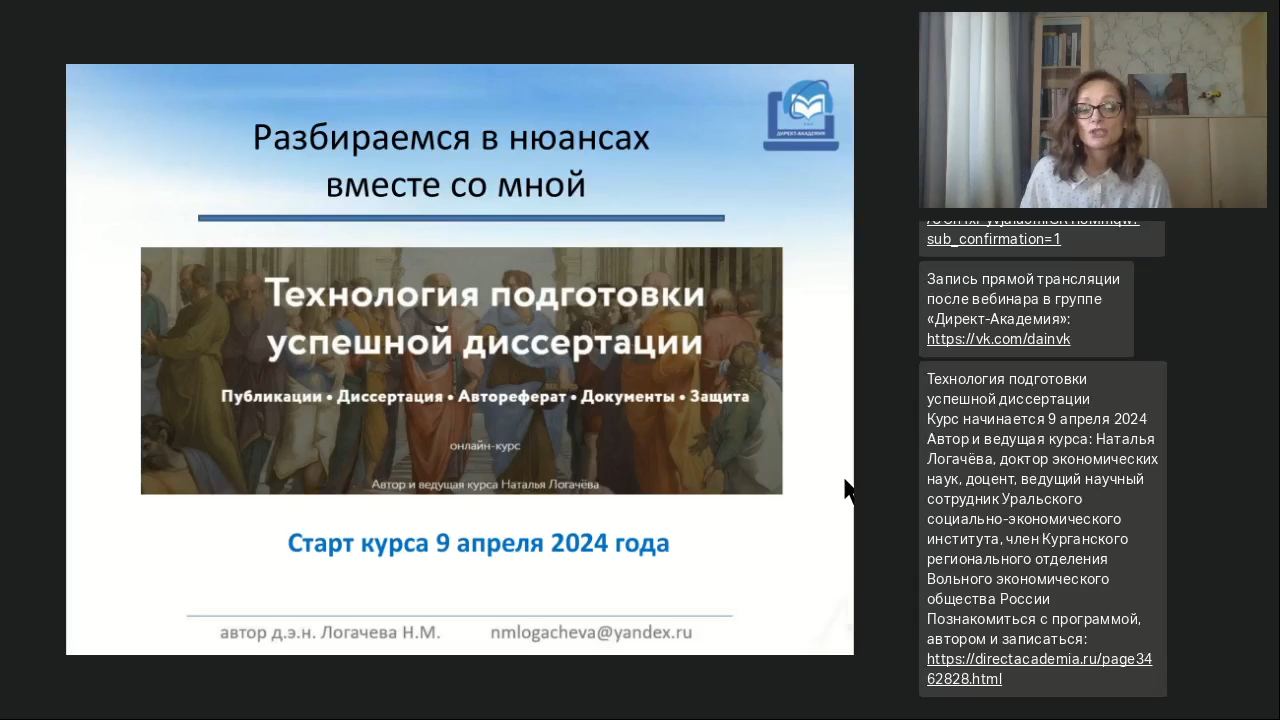 Разбираемся в нюансах
вместе со мной
ДИРЕКТ-АКАДЕМИЯ
Технология подготовки
успешной диссертации
Публикации • Диссертация • Автореферат • Документы • Защита
онлайн-курс
Автор и ведущая курса Наталья Логачёва
Старт курса 9 апреля 2024 года
автор д.э.н. Логачева Н.М. nmlogacheva@yandex.ru
sub_confirmation=1
Запись прямой трансляции
после вебинара в группе
«Директ-Академия»:
https://vk.com/dainvk
Технология подготовки
успешной диссертации
Курс начинается 9 апреля 2024
Автор и ведущая курса: Наталья
Логачёва, доктор экономических
наук, доцент, ведущий научный
сотрудник Уральского
социально-экономического
института, член Курганского
регионального отделения
Вольного экономического
общества России
Познакомиться с программой,
автором и записаться:
https://directacademia.ru/page34
62828.html